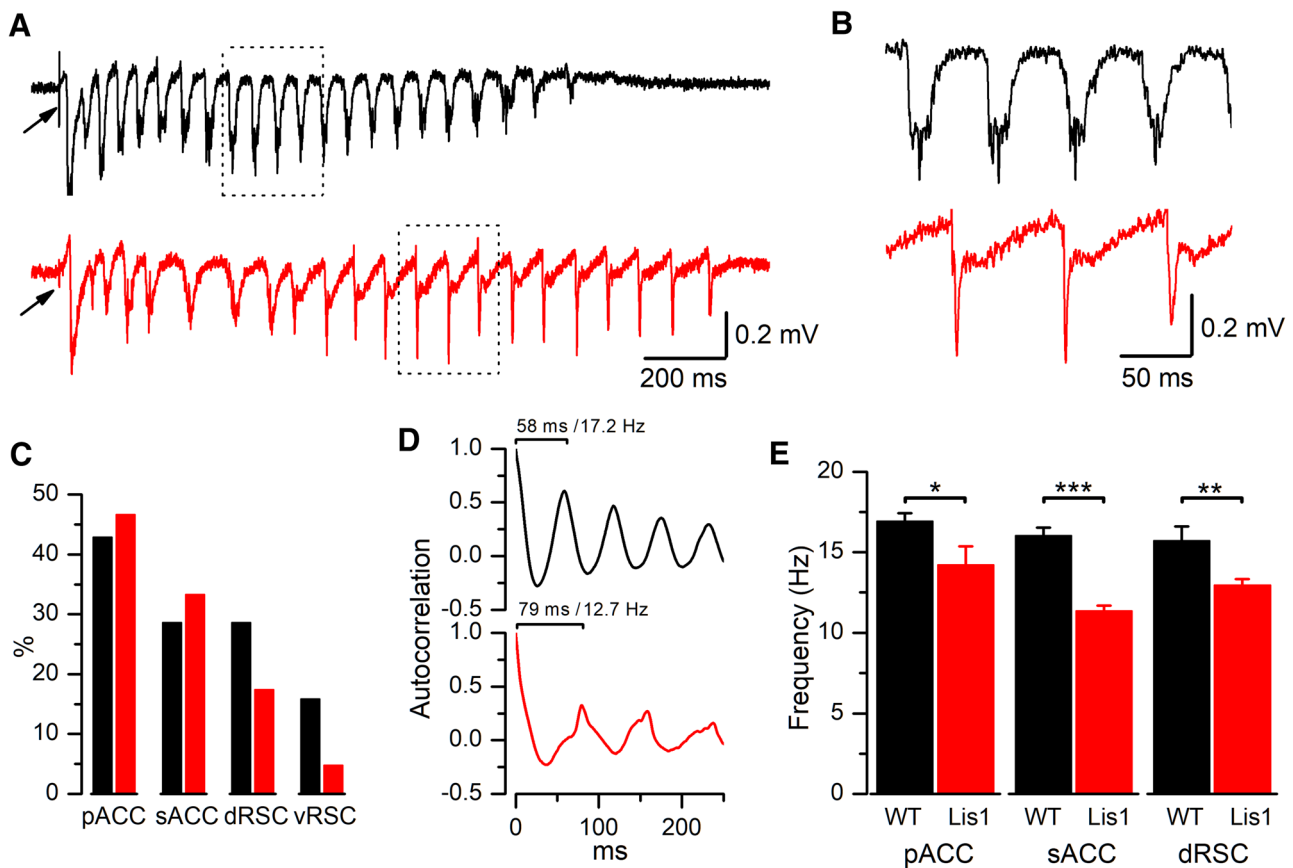 A
B
0.2 mV
200 ms
0.2 mV
50 ms
C
50
40
30
20
10
0
%
pACC sACC dRSC vRSC
D
58 ms / 17.2 Hz
1.0
0.5
0.0
-0.5
79 ms / 12.7 Hz
1.0
0.5
0.0
-0.5
Autocorrelation
0 100 200
ms
E
20
15
10
5
0
Frequency (Hz)
* *** **
WT Lis1 WT Lis1 WT Lis1
pACC sACC dRSC